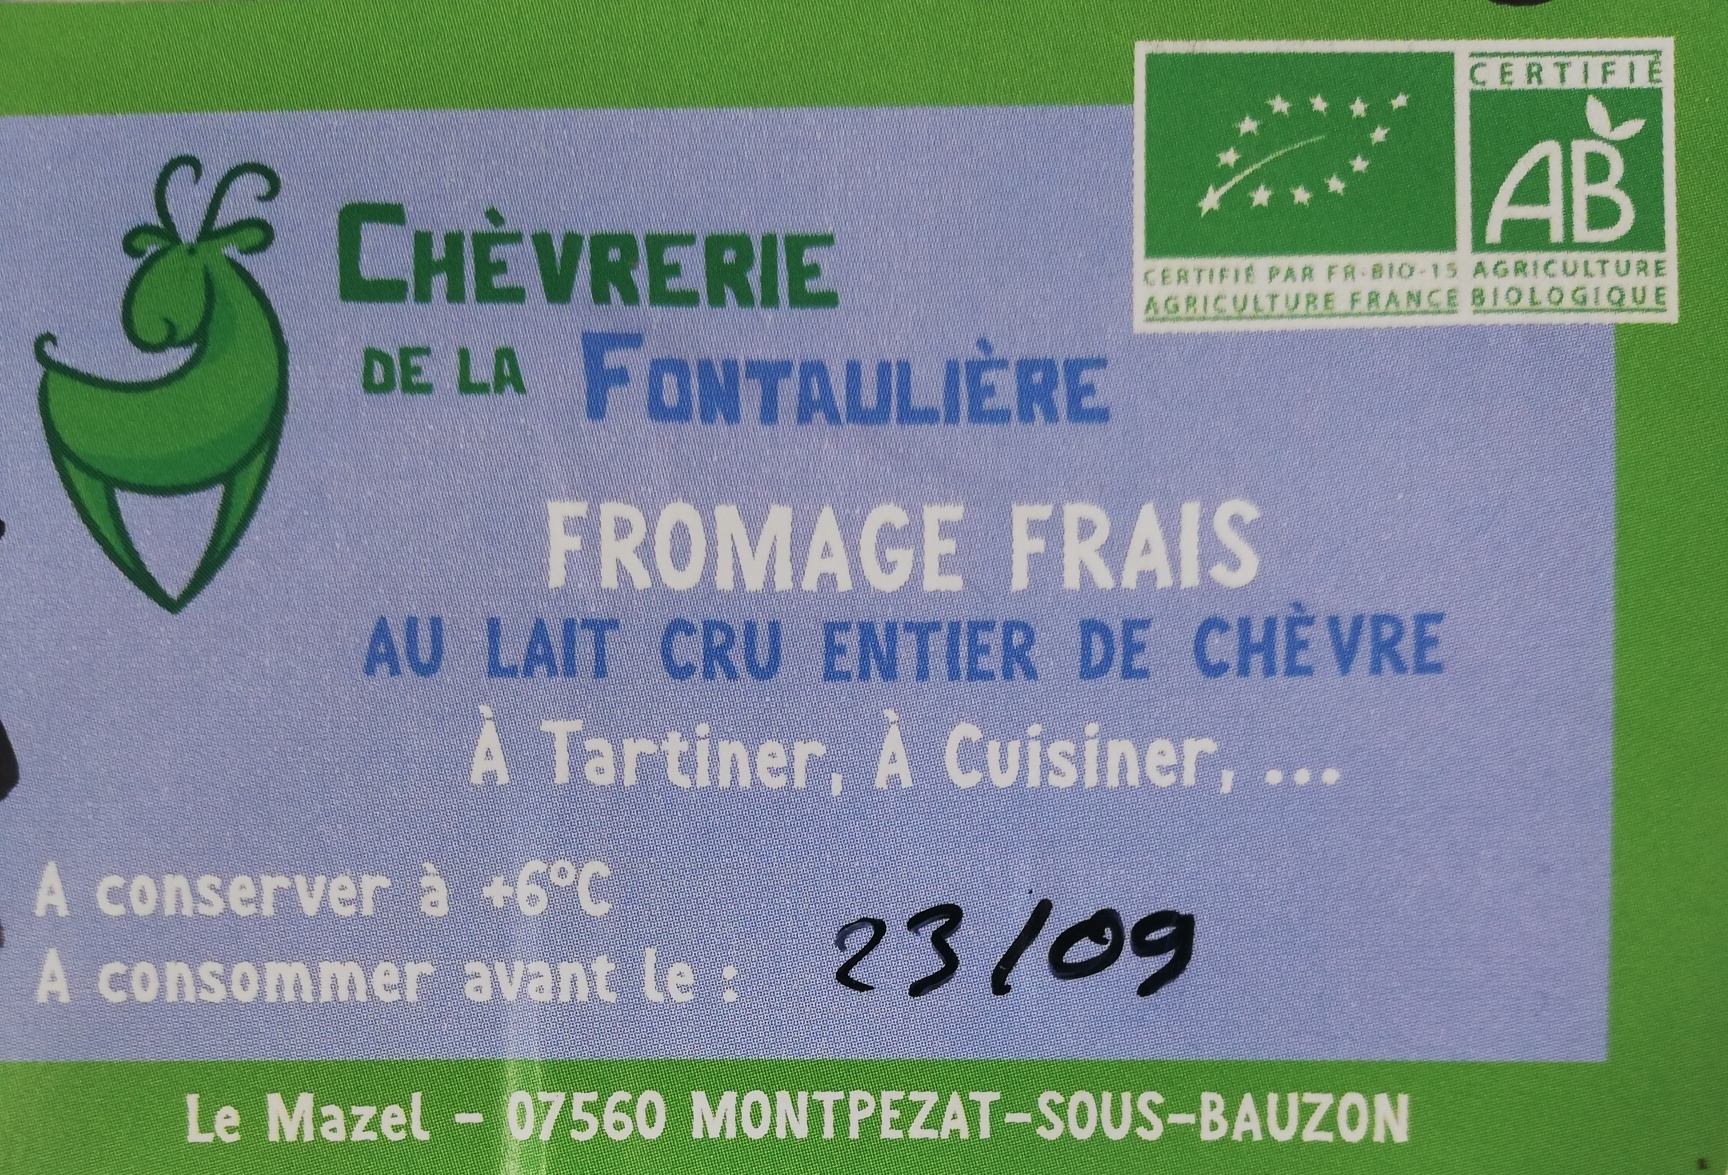 CERTIFIÉ
AB
CERTIFIÉ PAR FR-BIO-15
AGRICULTURE FRANCE
AGRICULTURE
BIOLOGIQUE
CHÈVRERIE
DE LA FONTAULIÈRE
FROMAGE FRAIS
AU LAIT CRU ENTIER DE CHÈVRE
À Tartiner, À Cuisiner, ...
A conserver à +6°C
A consommer avant le : 23/09
Le Mazel - 07560 MONTPEZAT-SOUS-BAUZON